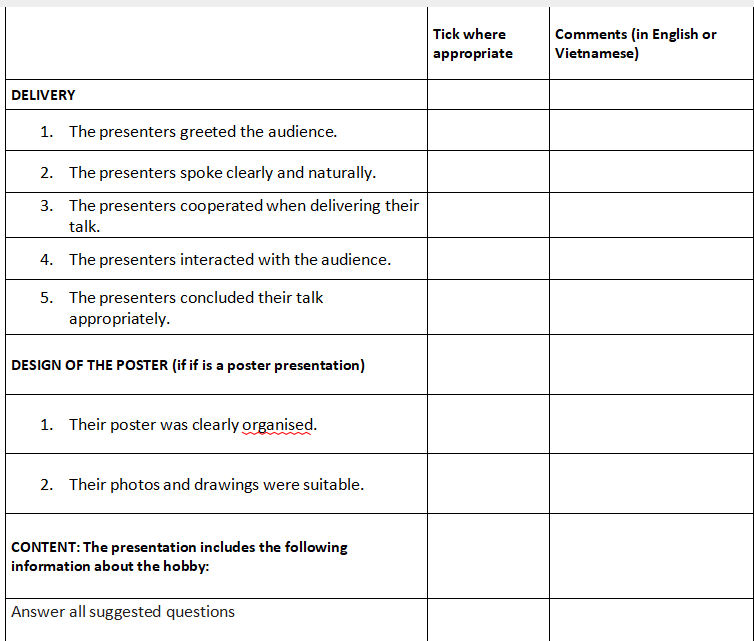 Tick where
appropriate
Comments (in English or
Vietnamese)
DELIVERY
1. The presenters greeted the audience.
2. The presenters spoke clearly and naturally.
3. The presenters cooperated when delivering their
talk.
4. The presenters interacted with the audience.
5. The presenters concluded their talk
appropriately.
DESIGN OF THE POSTER (if if is a poster presentation)
1. Their poster was clearly organised.
2. Their photos and drawings were suitable.
CONTENT: The presentation includes the following
information about the hobby:
Answer all suggested questions